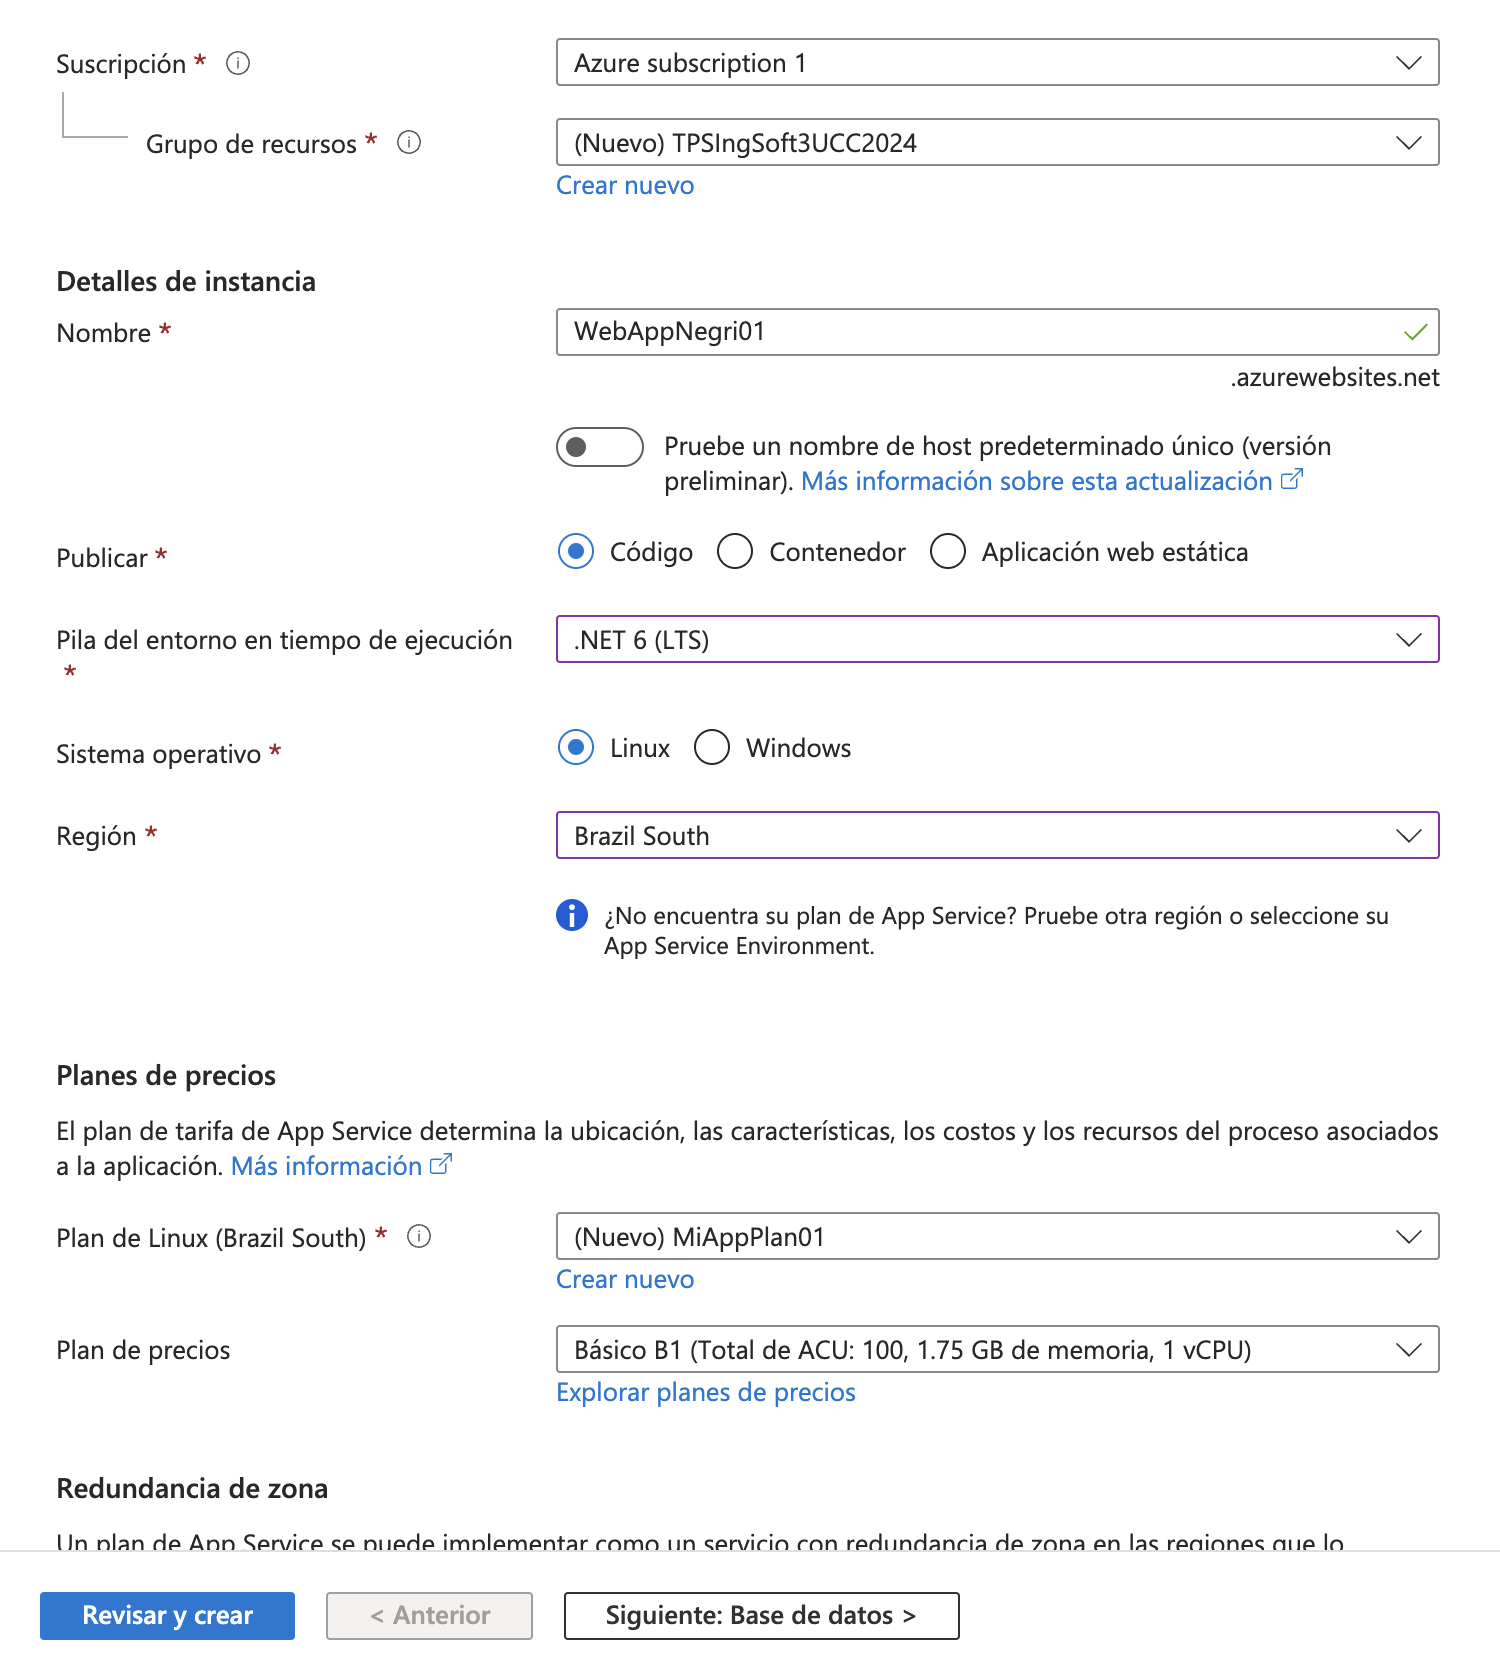 Suscripción *
Azure subscription 1
Grupo de recursos *
(Nuevo) TPSIngSoft3UCC2024
Crear nuevo
Detalles de instancia
Nombre *
WebAppNegri01
.azurewebsites.net
Pruebe un nombre de host predeterminado único (versión
preliminar). Más información sobre esta actualización
Publicar *
Código
Contenedor
Aplicación web estática
Pila del entorno en tiempo de ejecución
*
.NET 6 (LTS)
Sistema operativo *
Linux
Windows
Región *
Brazil South
¿No encuentra su plan de App Service? Pruebe otra región o seleccione su
App Service Environment.
Planes de precios
El plan de tarifa de App Service determina la ubicación, las características, los costos y los recursos del proceso asociados
a la aplicación. Más información
Plan de Linux (Brazil South) *
(Nuevo) MiAppPlan01
Crear nuevo
Plan de precios
Básico B1 (Total de ACU: 100, 1.75 GB de memoria, 1 vCPU)
Explorar planes de precios
Redundancia de zona
Un plan de App Service se puede implementar como un servicio con redundancia de zona en las regiones que lo
Revisar y crear
< Anterior
Siguiente: Base de datos >